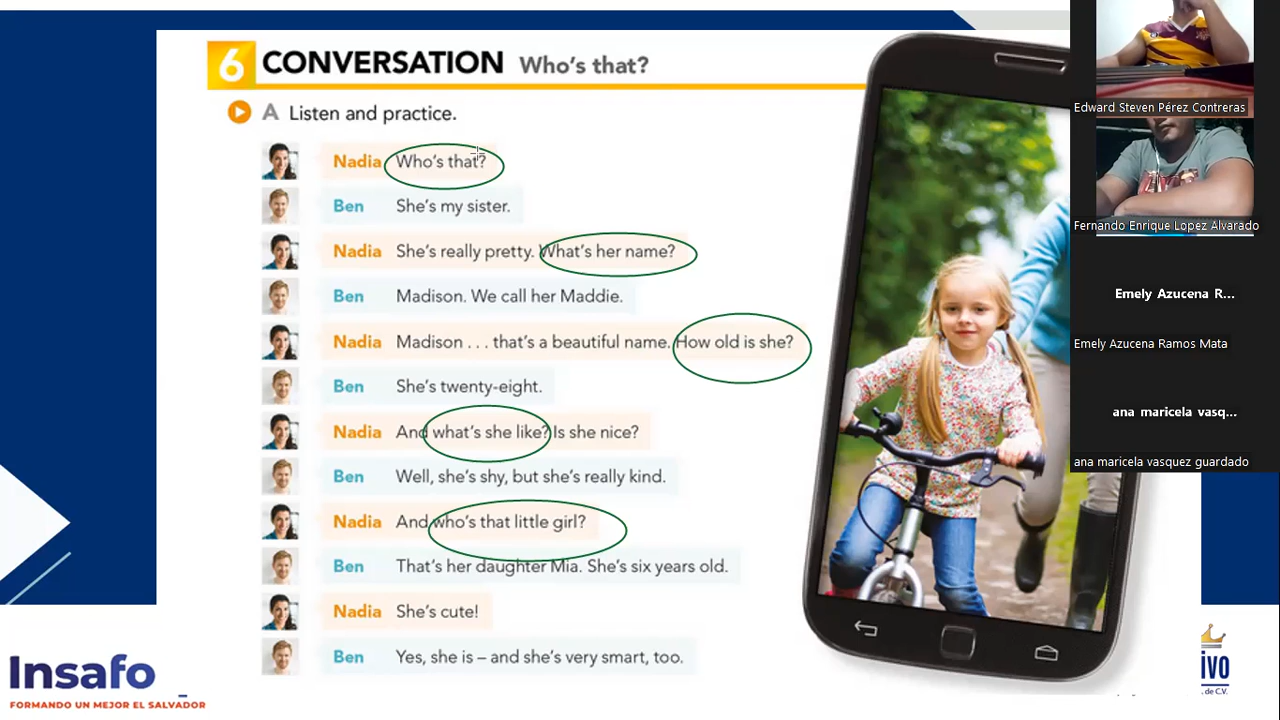 6 CONVERSATION Who's that?
A Listen and practice.
Nadia Who's that?
Ben She's my sister.
Nadia She's really pretty. What's her name?
Ben Madison. We call her Maddie.
Nadia Madison . . . that's a beautiful name. How old is she?
Ben She's twenty-eight.
Nadia And what's she like? Is she nice?
Ben Well, she's shy, but she's really kind.
Nadia And who's that little girl?
Ben That's her daughter Mia. She's six years old.
Nadia She's cute!
Ben Yes, she is – and she's very smart, too.
Edward Steven Pérez Contreras
Fernando Enrique Lopez Alvarado
Emely Azucena R...
Emely Azucena Ramos Mata
ana maricela vasq...
ana maricela vasquez guardado
Insafo
FORMANDO UN MEJOR EL SALVADOR
ivo
. de C.V.